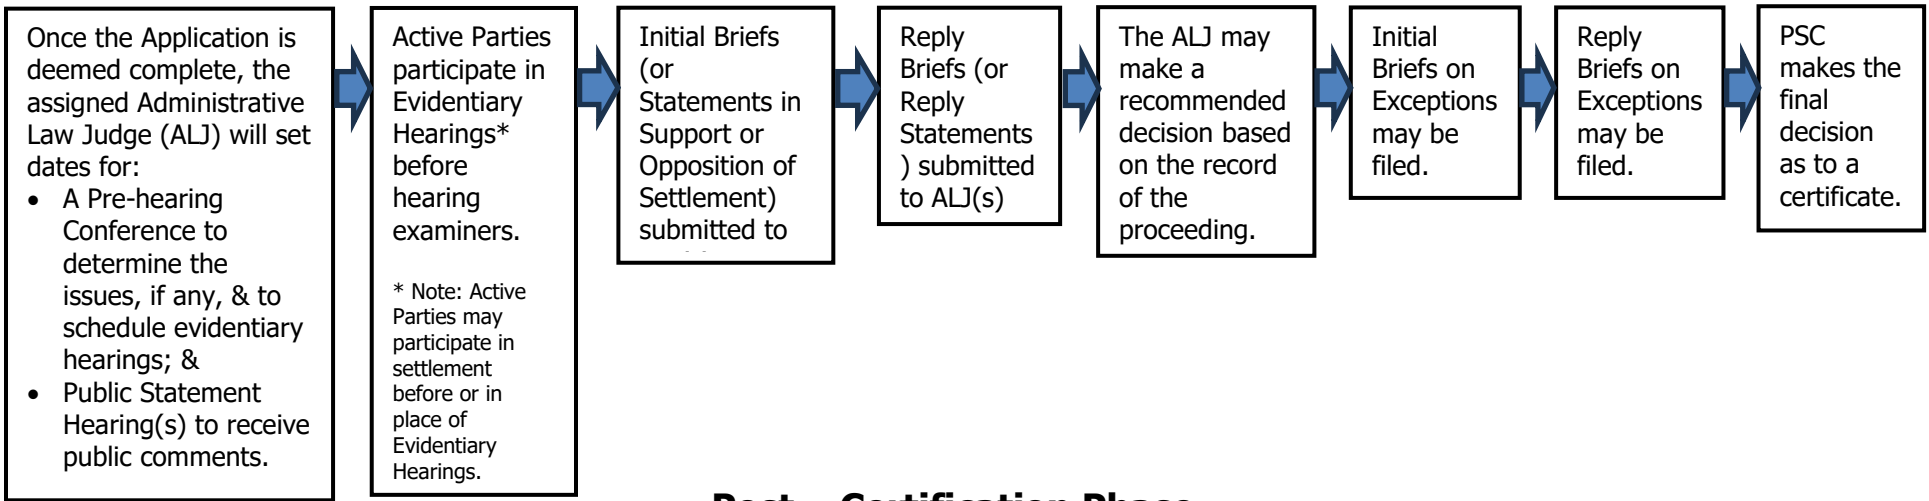 Once the Application is
deemed complete, the
assigned Administrative
Law Judge (ALJ) will set
dates for:
• A Pre-hearing
Conference to
determine the
issues, if any, & to
schedule evidentiary
hearings; &
• Public Statement
Hearing(s) to receive
public comments.
Active Parties
participate in
Evidentiary
Hearings*
before
hearing
examiners.
* Note: Active
Parties may
participate in
settlement
before or in
place of
Evidentiary
Hearings.
Initial Briefs
(or
Statements in
Support or
Opposition of
Settlement)
submitted to
Reply
Briefs (or
Reply
Statements
) submitted
to ALJ(s)
The ALJ may
make a
recommended
decision based
on the record
of the
proceeding.
Initial
Briefs on
Exceptions
may be
filed.
Reply
Briefs on
Exceptions
may be
filed.
PSC
makes the
final
decision
as to a
certificate.
Post – Certification Phase